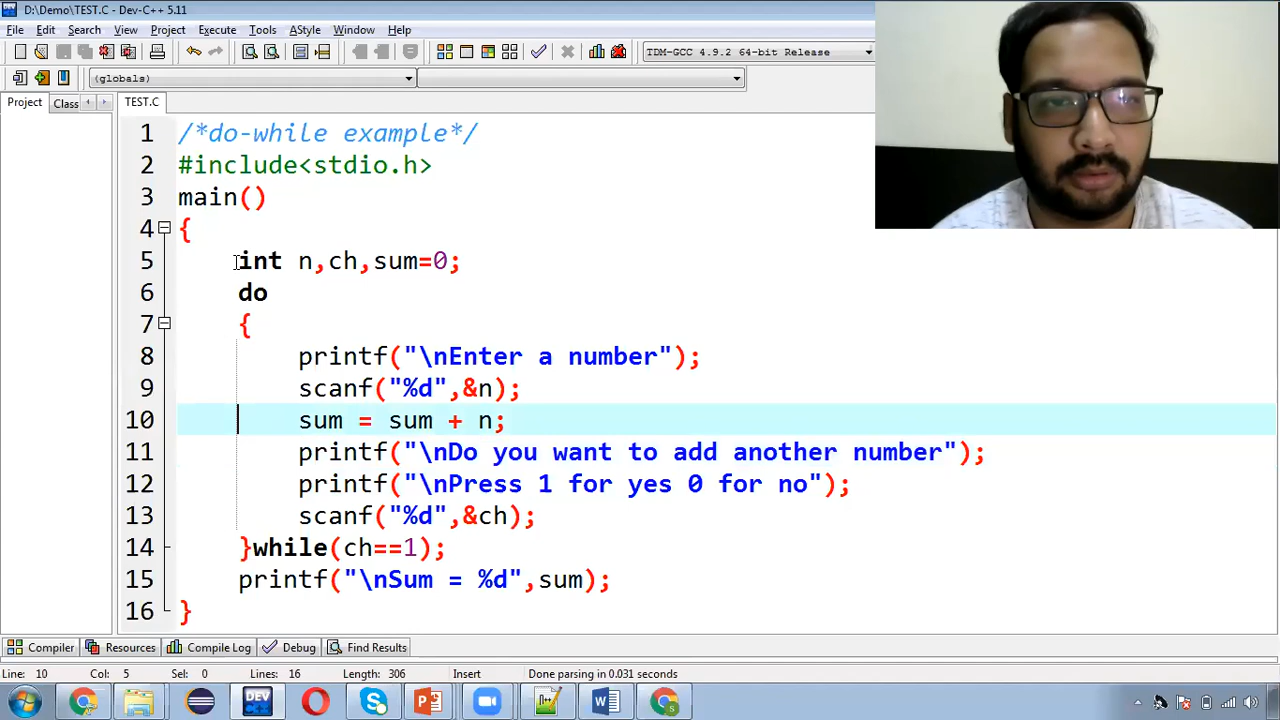 D:\Demo\TEST.C - Dev-C++ 5.11
File Edit Search View Project Execute Tools AStyle Window Help
TDM-GCC 4.9.2 64-bit Release
(globals)
Project Class TEST.C
1 /*do-while example*/
2 #include<stdio.h>
3 main()
4 {
5 int n,ch,sum=0;
6 do
7 {
8 printf("\nEnter a number");
9 scanf("%d",&n);
10 sum = sum + n;
11 printf("\nDo you want to add another number");
12 printf("\nPress 1 for yes 0 for no");
13 scanf("%d",&ch);
14 }while(ch==1);
15 printf("\nSum = %d",sum);
16 }
Compiler Resources Compile Log Debug Find Results
Line: 10 Col: 5 Sel: 0 Lines: 16 Length: 306 Insert Done parsing in 0.031 seconds
DEV